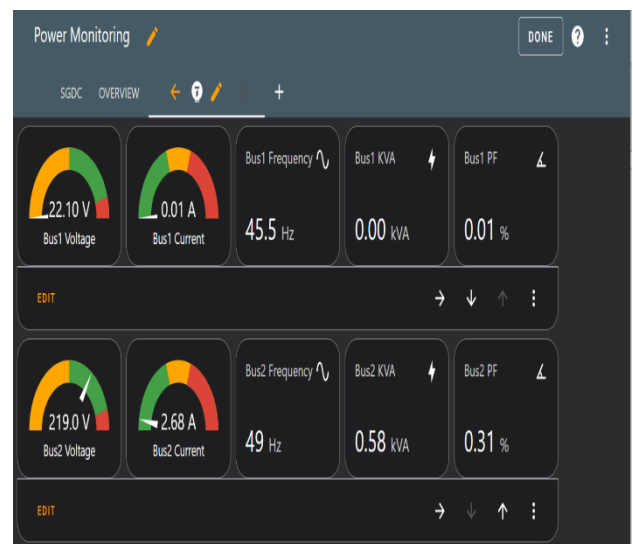 Power Monitoring
DONE
?
SGDC OVERVIEW
Bus1 Frequency Bus1 KVA Bus1 PF
22.10 V 0.01 A 45.5 Hz 0.00 kVA 0.01 %
Bus1 Voltage Bus1 Current
EDIT
Bus2 Frequency Bus2 KVA Bus2 PF
219.0 V 2.68 A 49 Hz 0.58 kVA 0.31 %
Bus2 Voltage Bus2 Current
EDIT